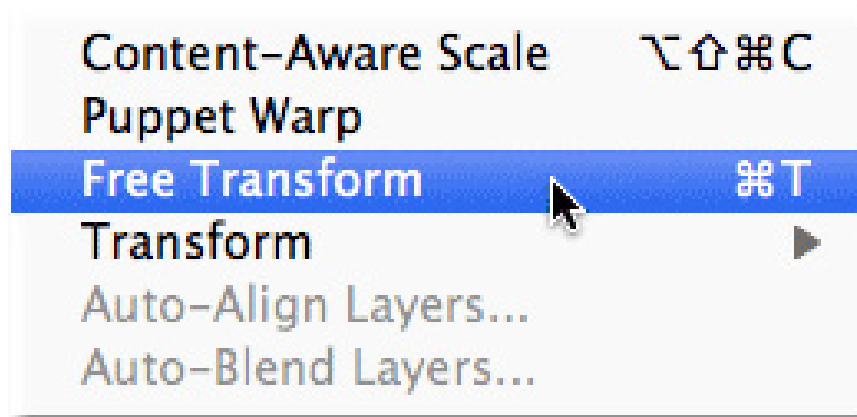 Content-Aware Scale ⌥⇧⌘C
Puppet Warp
Free Transform ⌘T
Transform ▶
Auto-Align Layers...
Auto-Blend Layers...